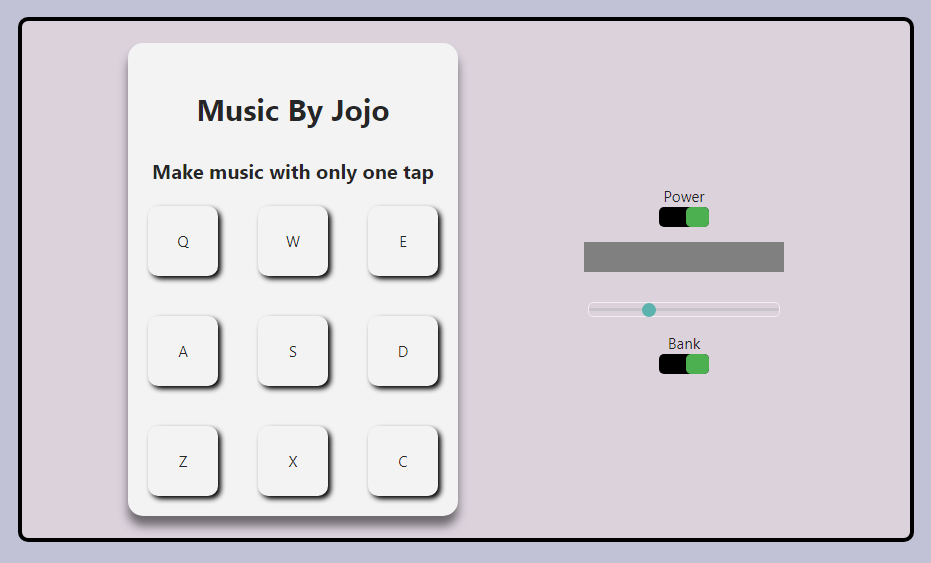 Music By Jojo
Make music with only one tap
Q W E
A S D
Z X C
Power
Bank